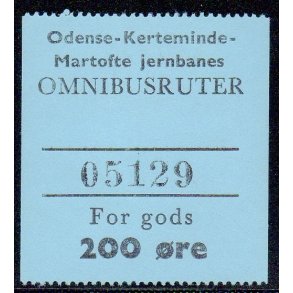 Odense-Kerteminde-
Martofte jernbanes
OMNIBUSRUTER
05129
For gods
200 øre